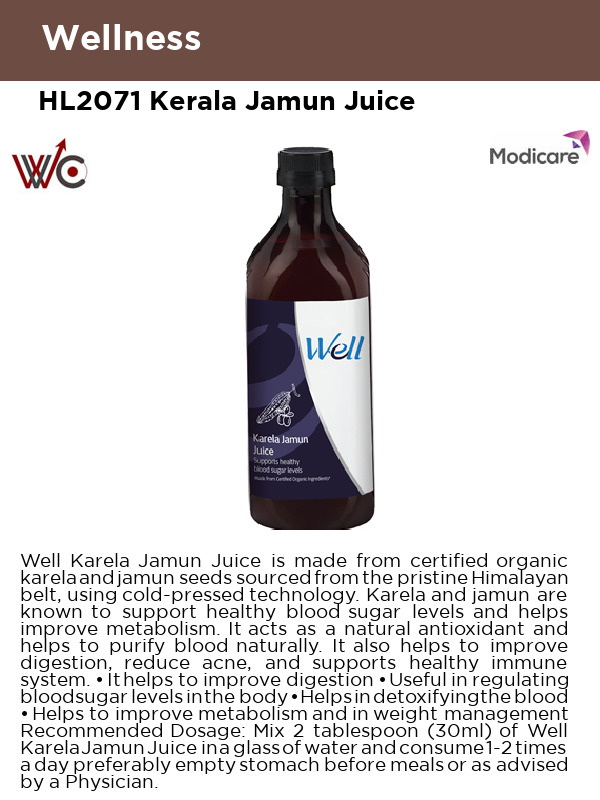 Wellness
HL2071 Kerala Jamun Juice
WC
Modicare
Well
Karela Jamun
Juice
Supports healthy
blood sugar levels
Made from Certified Organic Ingredients*
Well Karela Jamun Juice is made from certified organic
karela and jamun seeds sourced from the pristine Himalayan
belt, using cold-pressed technology. Karela and jamun are
known to support healthy blood sugar levels and helps
improve metabolism. It acts as a natural antioxidant and
helps to purify blood naturally. It also helps to improve
digestion, reduce acne, and supports healthy immune
system. • It helps to improve digestion • Useful in regulating
bloodsugar levels in the body • Helps in detoxifying the blood
• Helps to improve metabolism and in weight management
Recommended Dosage: Mix 2 tablespoon (30ml) of Well
Karela Jamun Juice in a glass of water and consume 1-2 times
a day preferably empty stomach before meals or as advised
by a Physician.